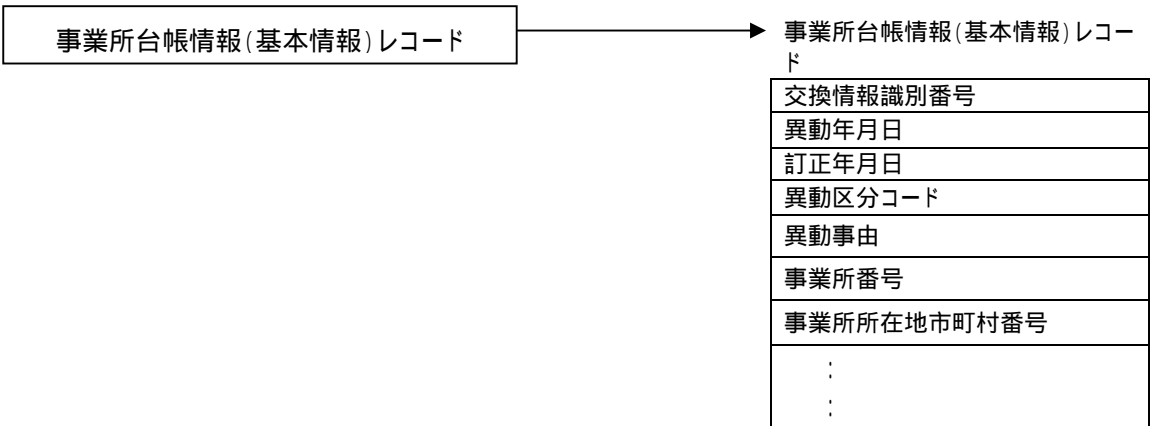 事業所台帳情報(基本情報)レコード
事業所台帳情報(基本情報)レコー
ド
交換情報識別番号
異動年月日
訂正年月日
異動区分コード
異動事由
事業所番号
事業所所在地市町村番号
:
: